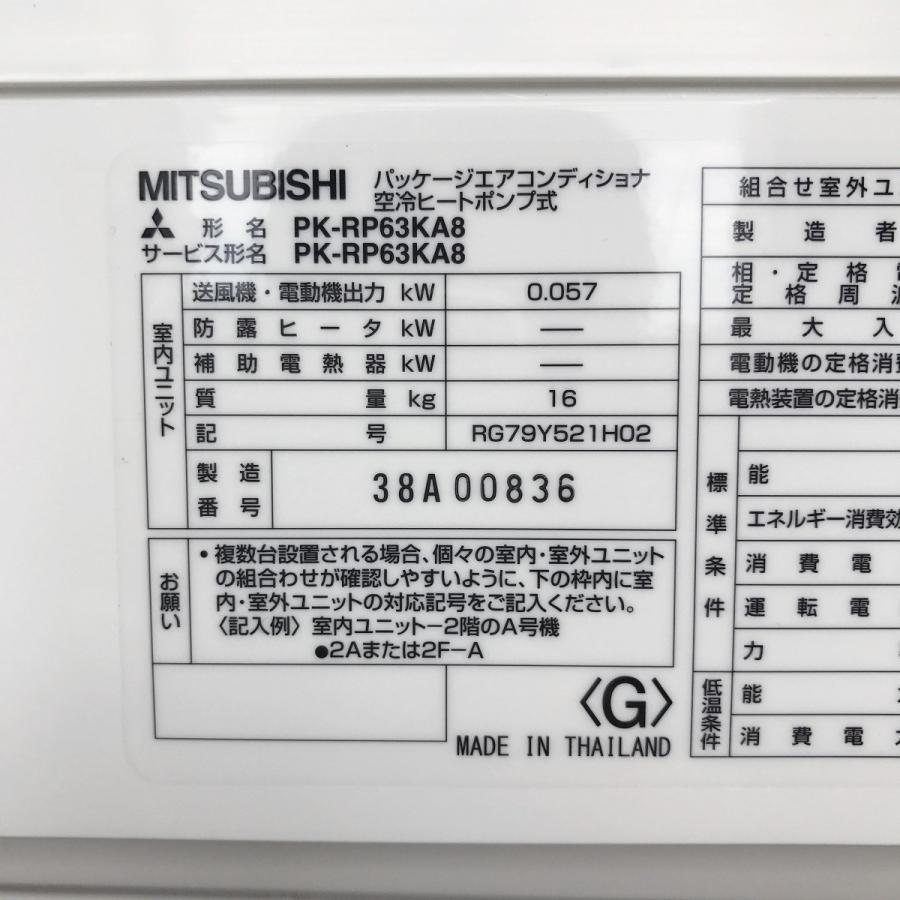 MITSUBISHI パッケージエアコンディショナ
空冷ヒートポンプ式
形名 PK-RP63KA8
サービス形名 PK-RP63KA8
室内ユニット
送風機・電動機出力 kW 0.057
防露ヒータ kW —
補助電熱器 kW —
質量 kg 16
記号 RG79Y521H02
製造番号 38A00836
お願い
・複数台設置される場合、個々の室内・室外ユニット
の組合わせが確認しやすいように、下の枠内に室
内・室外ユニットの対応記号をご記入ください。
〈記入例〉室内ユニットー2階のA号機
●2Aまたは2F−A
〈G〉
MADE IN THAILAND
組合せ室外ユ
製造者
相・定格
定格周
最大入
電動機の定格消
電熱装置の定格消
標準条件
能
エネルギー消費
消費電
運転電
力
低温条件
能
消費電